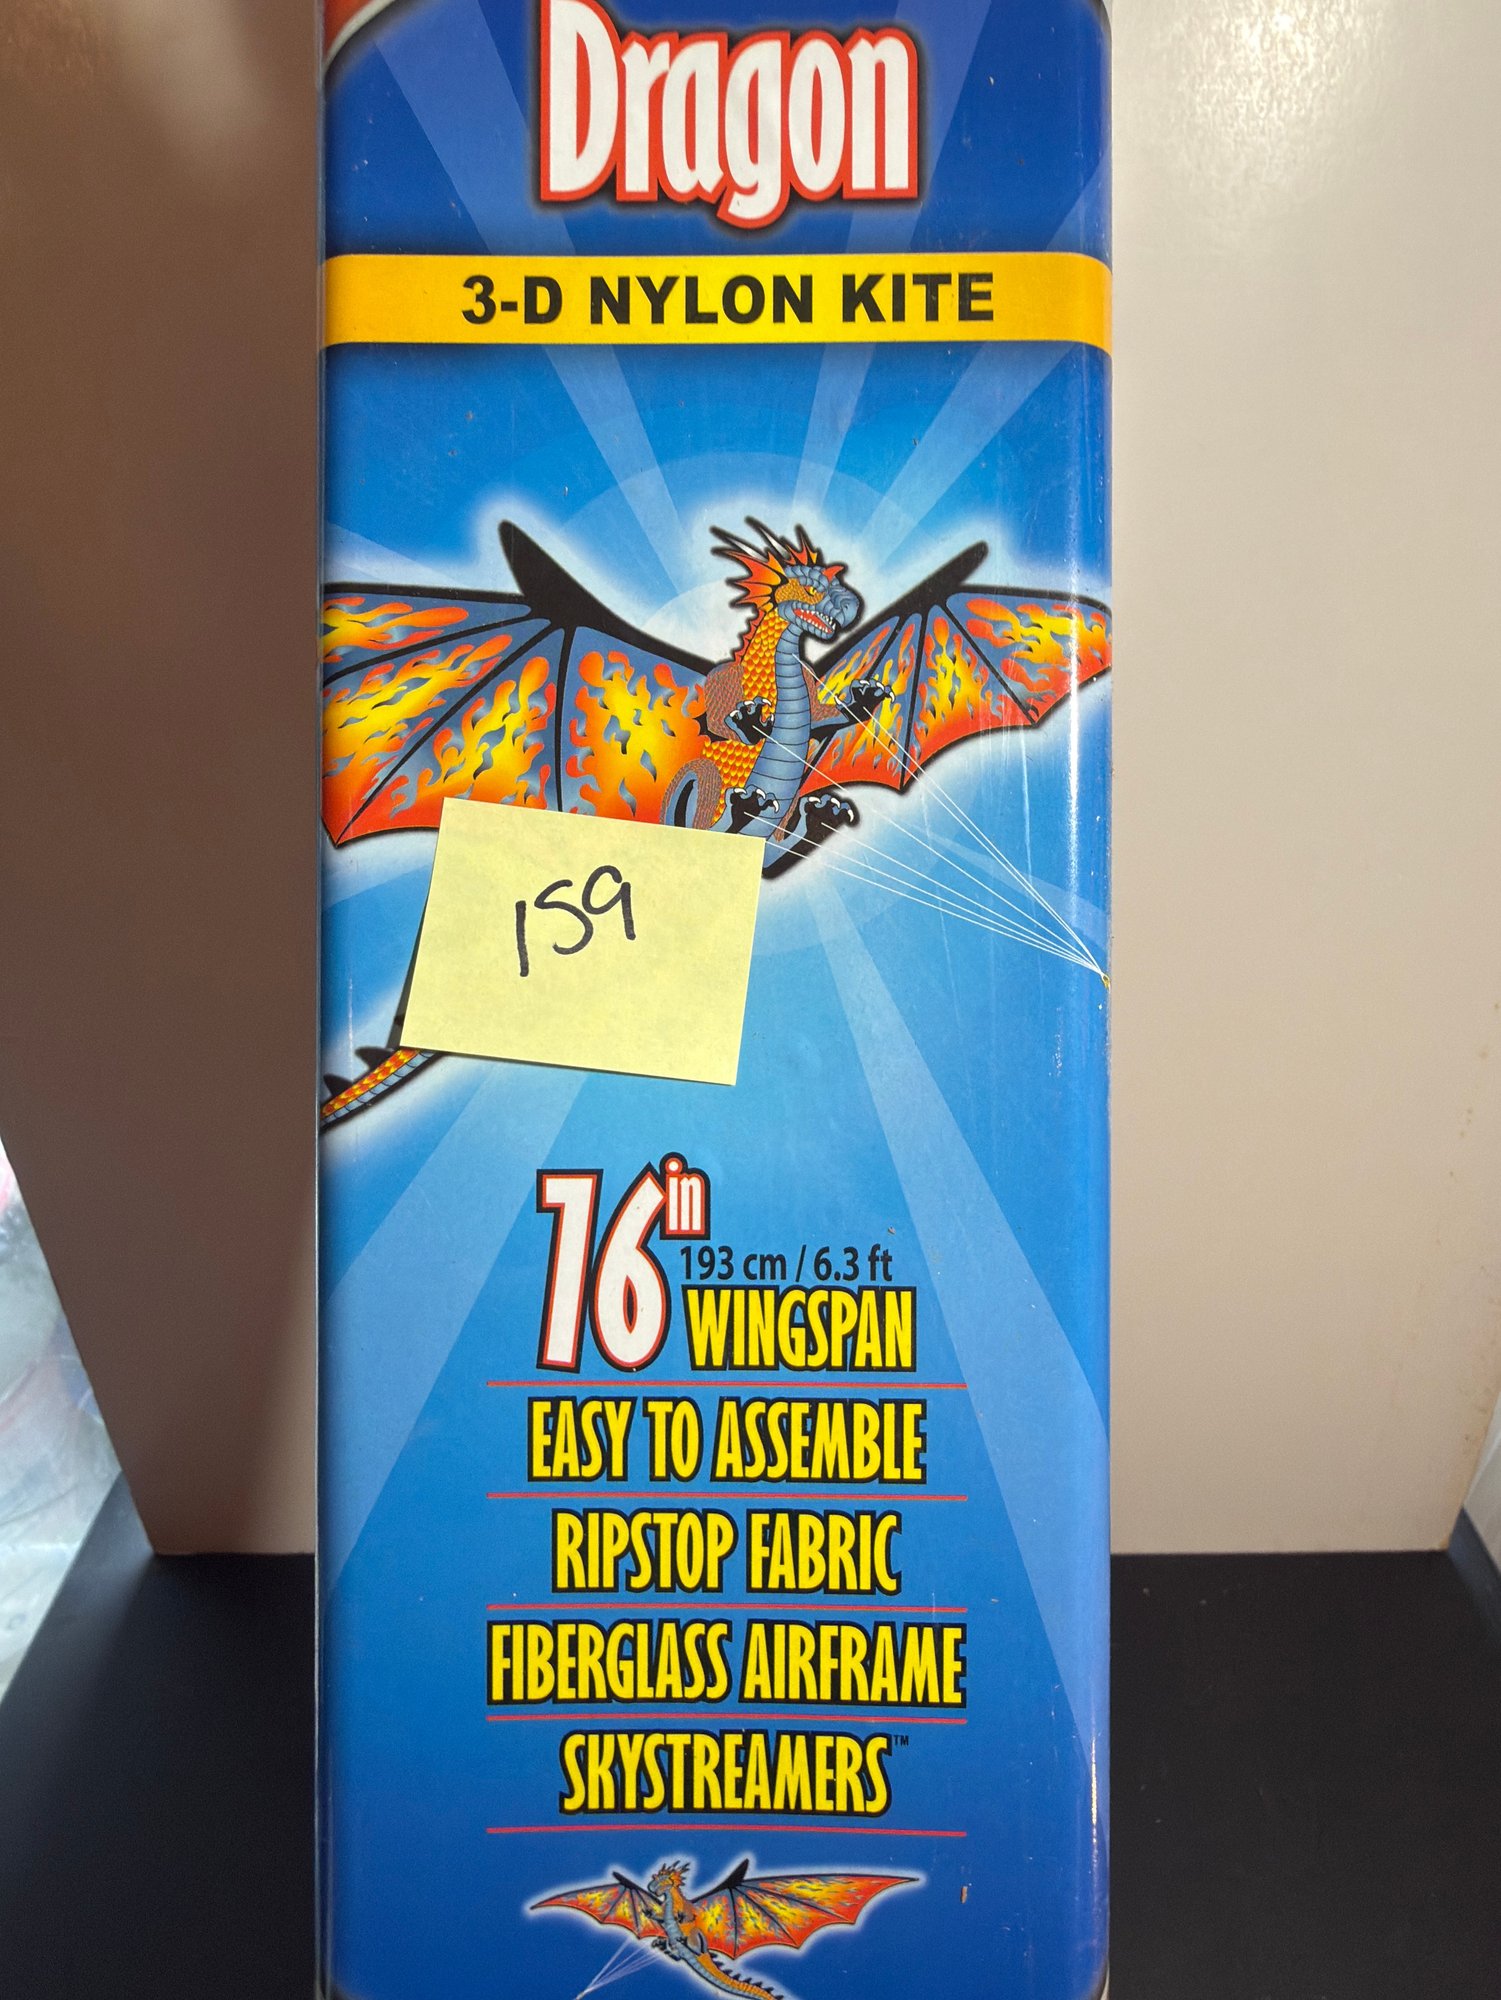 Dragon
3-D NYLON KITE
159
76in
193 cm / 6.3 ft
WINGSPAN
EASY TO ASSEMBLE
RIPSTOP FABRIC
FIBERGLASS AIRFRAME
SKYSTREAMERS™